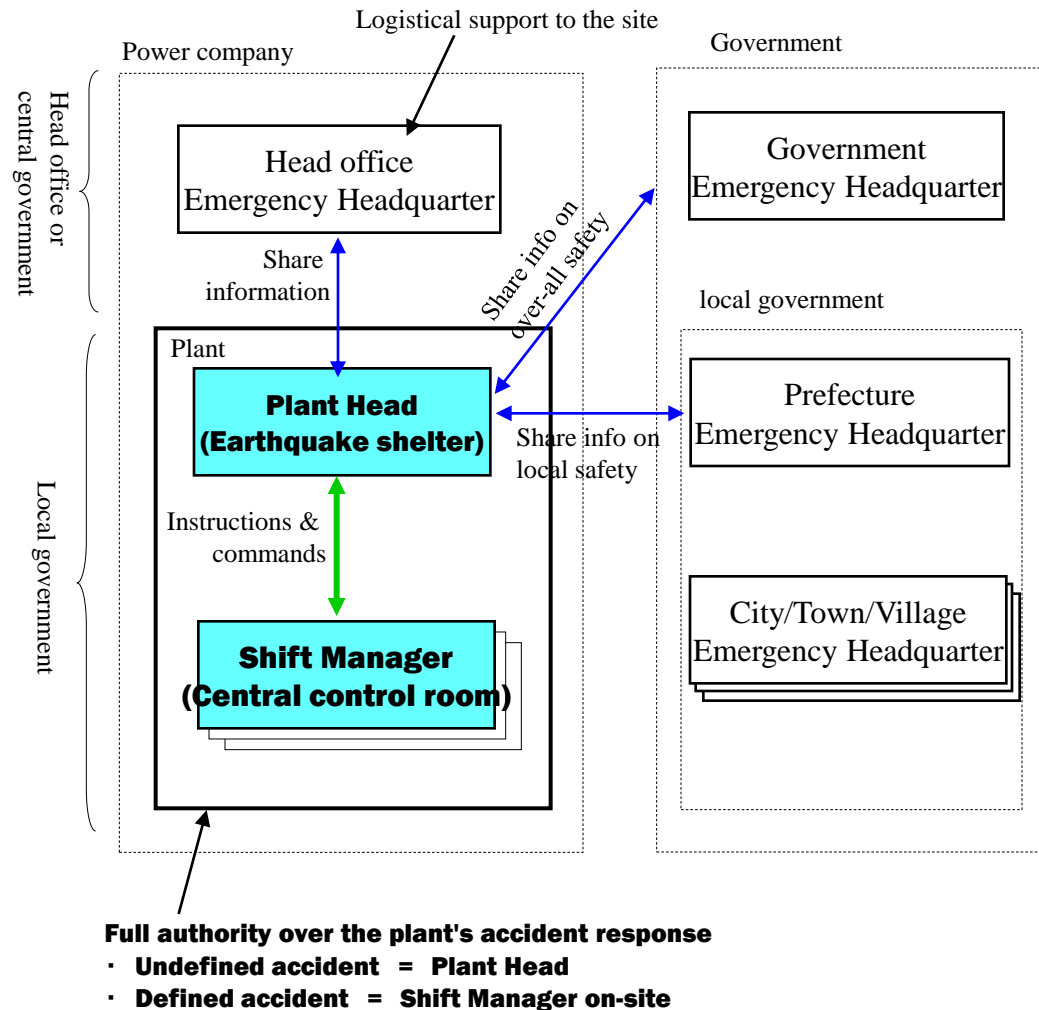 Logistical support to the site
Power company
Government
Head office or
central government
Head office
Emergency Headquarter
Government
Emergency Headquarter
Share
information
Share info on
over-all safety
local government
Plant
Plant Head
(Earthquake shelter)
Prefecture
Emergency Headquarter
Share info on
local safety
Local government
Instructions &
commands
Shift Manager
(Central control room)
City/Town/Village
Emergency Headquarter
Full authority over the plant's accident response
· Undefined accident = Plant Head
· Defined accident = Shift Manager on-site